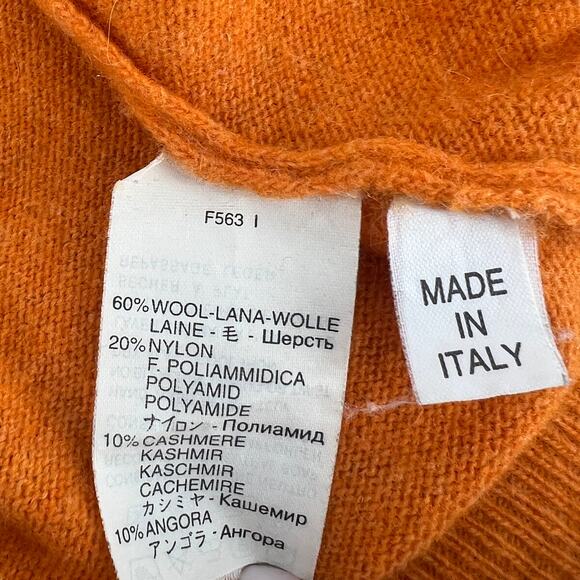 F563 I
60% WOOL-LANA-WOLLE
LAINE - 毛 - Шерсть
20% NYLON
F. POLIAMMIDICA
POLYAMID
POLYAMIDE
ナイロン - Полиамид
10% CASHMERE
KASHMIR
KASCHMIR
CACHEMIRE
カシミヤ - Кашемир
10% ANGORA
アンゴラ - Ангора
MADE
IN
ITALY